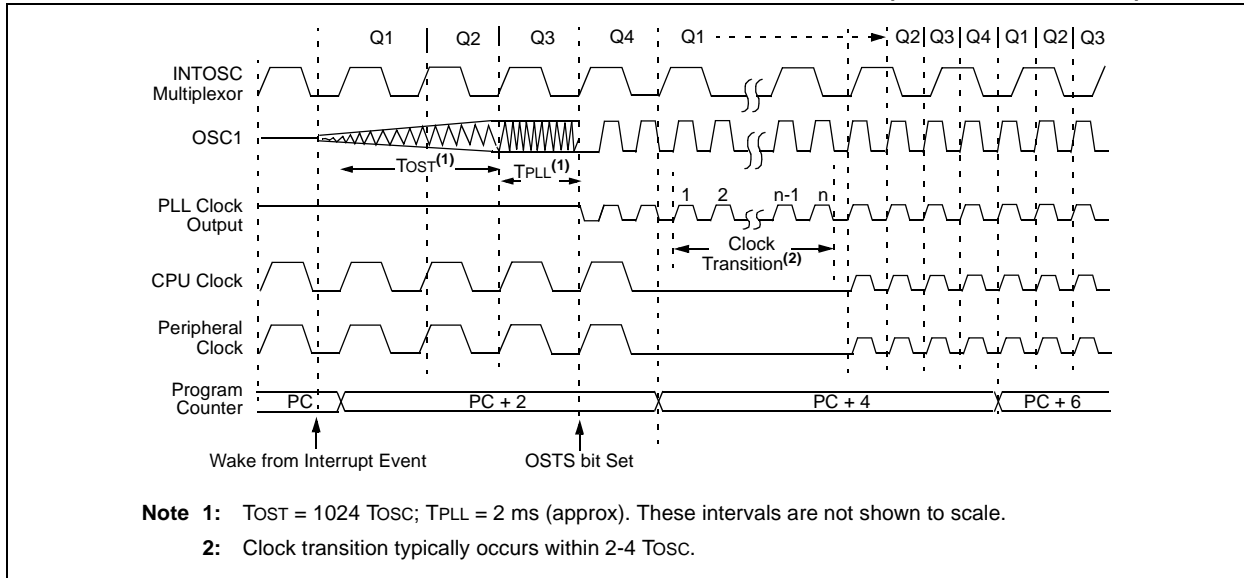 Q1 Q2 Q3 Q4 Q1 Q2 Q3 Q4 Q1 Q2 Q3
INTOSC
Multiplexor
OSC1
TOST(1) TPLL(1)
1 2 n-1 n
PLL Clock
Output
Clock
Transition(2)
CPU Clock
Peripheral
Clock
Program
Counter
PC PC + 2 PC + 4 PC + 6
Wake from Interrupt Event OSTS bit Set
Note 1: TOST = 1024 TOSC; TPLL = 2 ms (approx). These intervals are not shown to scale.
2: Clock transition typically occurs within 2-4 TOSC.